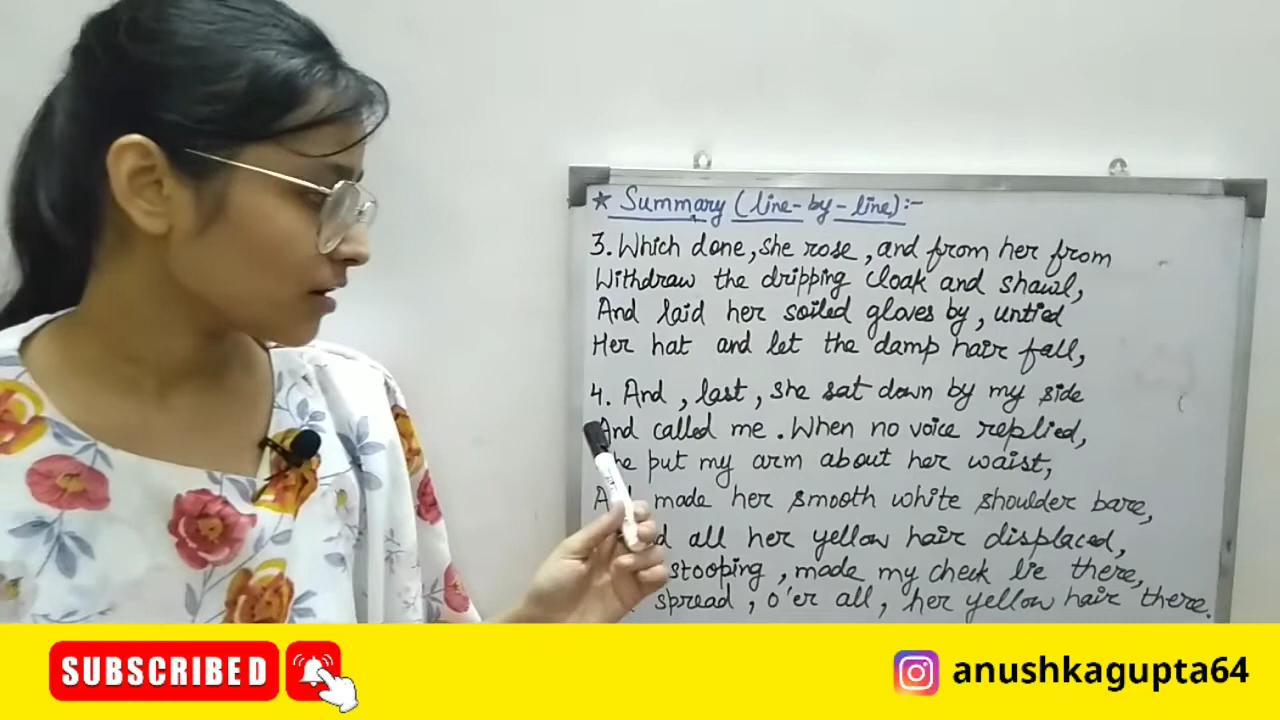 * Summary (line-by-line):-
3. Which done, she rose, and from her from
Withdraw the dripping cloak and shawl,
And laid her soiled gloves by, untied
Her hat and let the damp hair fall,
4. And, last, she sat down by my side
And called me. When no voice replied,
he put my arm about her waist,
A made her smooth white shoulder bare,
d all her yellow hair displaced,
stooping, made my cheek lie there,
spread, o'er all, her yellow hair there.
SUBSCRIBED
anushkagupta64